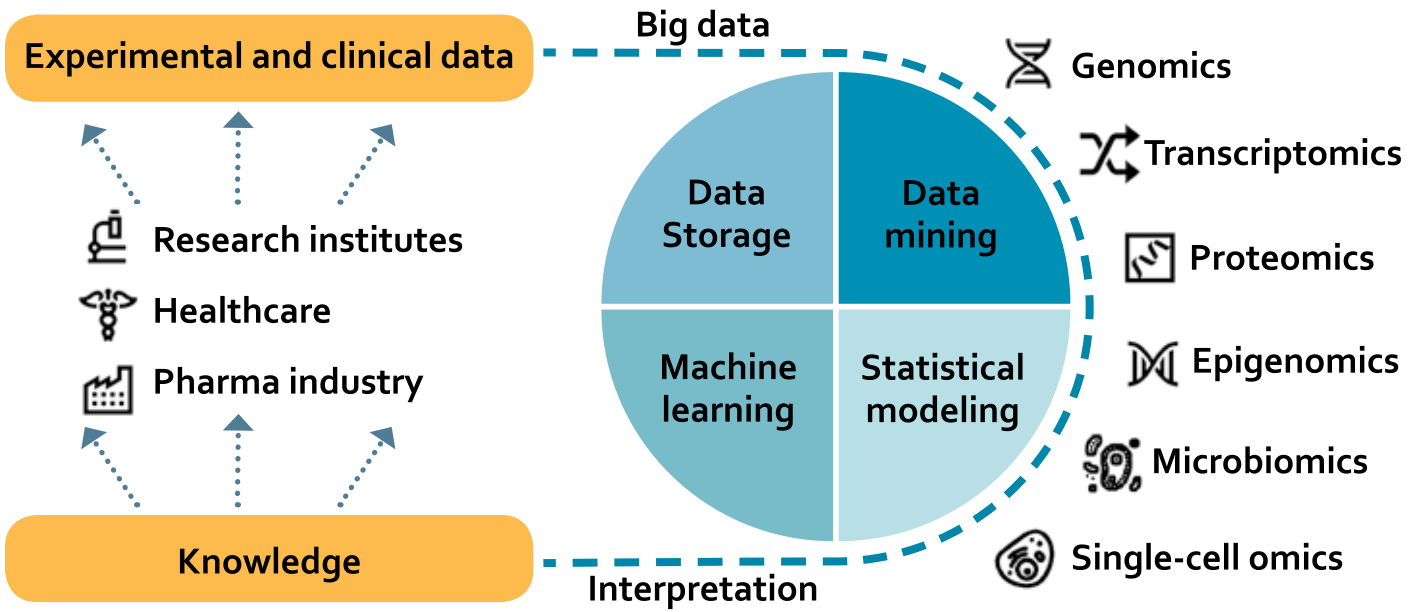 Big data
Experimental and clinical data
Research institutes
Healthcare
Pharma industry
Knowledge
Data
Storage
Data
mining
Machine
learning
Statistical
modeling
Interpretation
Genomics
Transcriptomics
Proteomics
Epigenomics
Microbiomics
Single-cell omics